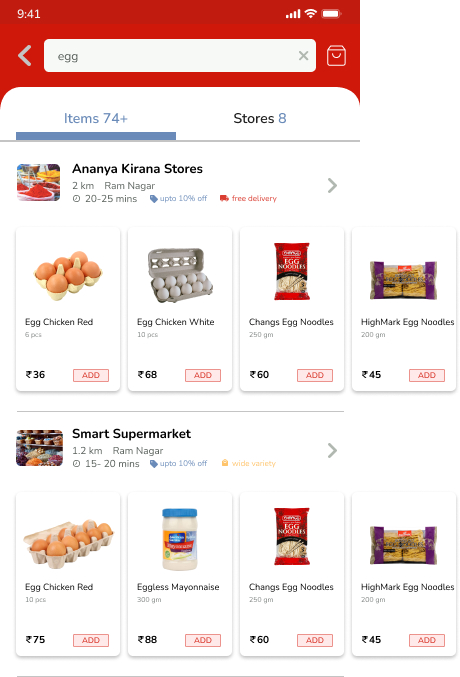 9:41
egg
Items 74+
Stores 8
Ananya Kirana Stores
2 km Ram Nagar
20-25 mins upto 10% off free delivery
Egg Chicken Red
6 pcs
₹36 ADD
Egg Chicken White
10 pcs
₹68 ADD
EGG
NOODLES
Changs Egg Noodles
250 gm
₹60 ADD
HighMark Egg Noodles
200 gm
₹45 ADD
Smart Supermarket
1.2 km Ram Nagar
15- 20 mins upto 10% off wide variety
Egg Chicken Red
10 pcs
₹75 ADD
Eggless Mayonnaise
300 gm
₹88 ADD
EGG
NOODLES
Changs Egg Noodles
250 gm
₹60 ADD
HighMark Egg Noodles
200 gm
₹45 ADD